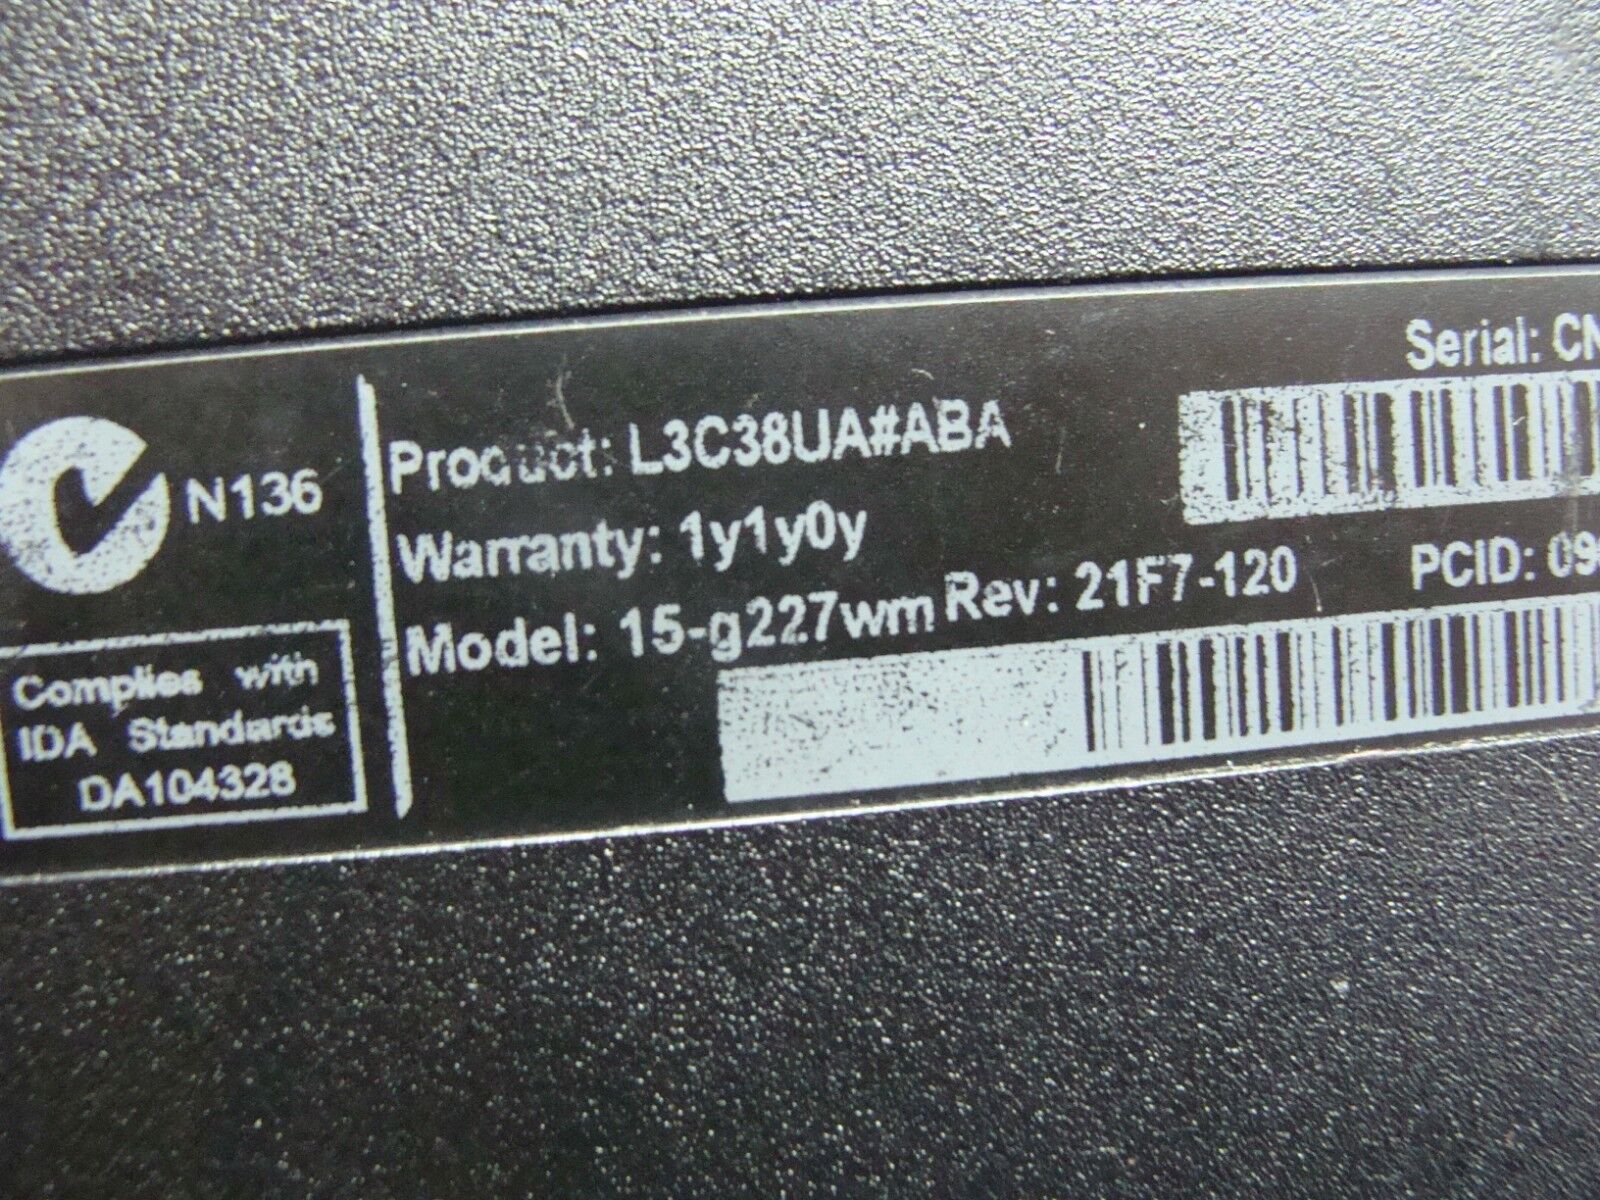 N136
Complies with
IDA Standards
DA104328
Product: L3C38UA#ABA
Warranty: 1y1y0y
Model: 15-g227wm Rev: 21F7-120
Serial: CN
PCID: 09